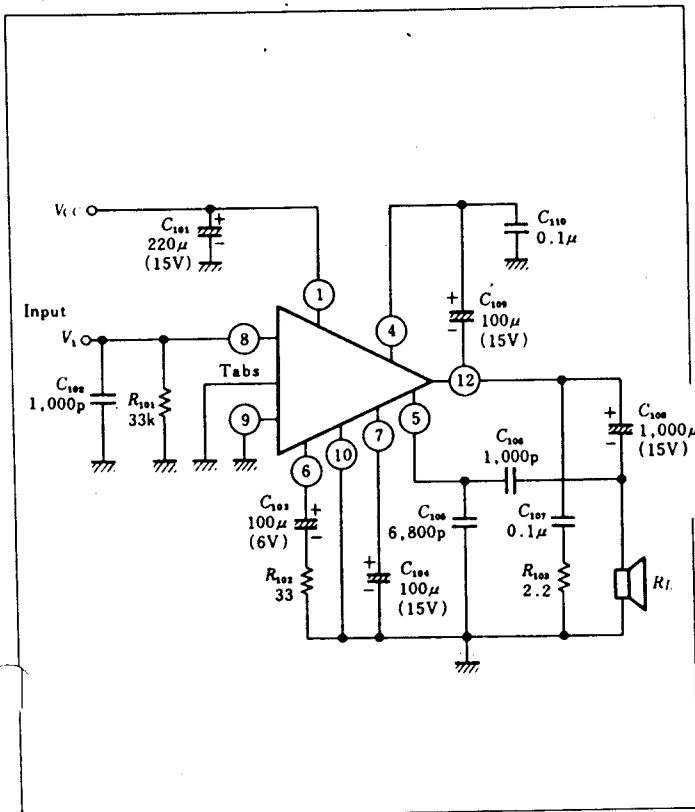 VCC
C101
220μ
(15V)
+
−
C110
0.1μ
Input
V1
1
4
+
−
C109
100μ
(15V)
8
Tabs
12
C102
1,000p
R101
33k
9
5
7
6
10
+
−
C108
1,000μ
(15V)
C106
1,000p
C103
100μ
(6V)
+
−
C105
6,800p
C107
0.1μ
R102
33
+
−
C104
100μ
(15V)
R103
2.2
RL